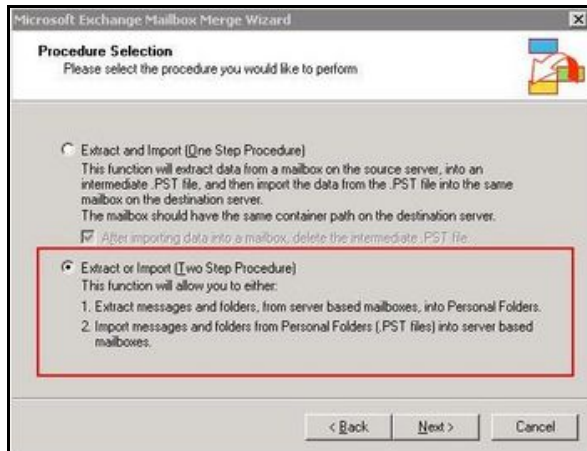 Microsoft Exchange Mailbox Merge Wizard
Procedure Selection
Please select the procedure you would like to perform
Extract and Import (One Step Procedure)
This function will extract data from a mailbox on the source server, into an
intermediate .PST file, and then import the data from the .PST file into the same
mailbox on the destination server.
The mailbox should have the same container path on the destination server.
After importing data into a mailbox, delete the intermediate .PST file
Extract or Import (Two Step Procedure)
This function will allow you to either:
1. Extract messages and folders, from server based mailboxes, into Personal Folders.
2. Import messages and folders from Personal Folders (.PST files) into server based
mailboxes.
< Back Next > Cancel